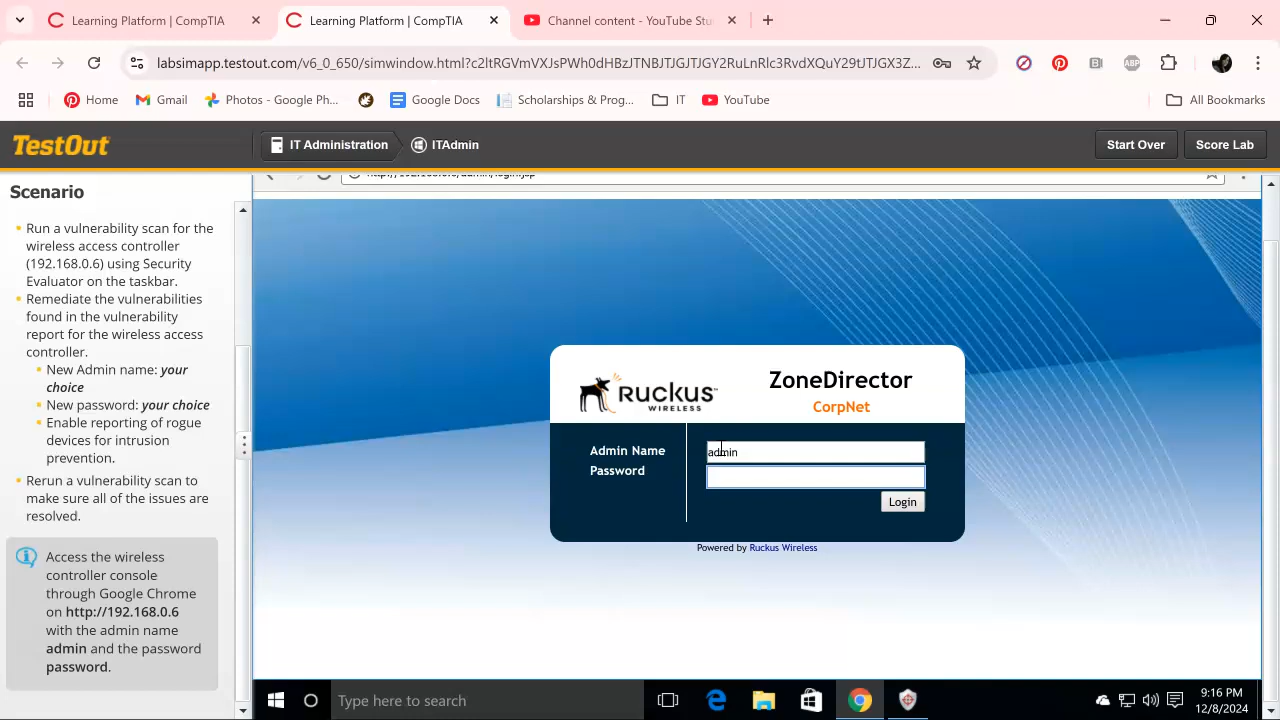 Learning Platform | CompTIA
Learning Platform | CompTIA
Channel content - YouTube Stu
labsimapp.testout.com/v6_0_650/simwindow.html?c2ltRGVmVXJsPWh0dHBzJTNBJTJGJTJGY2RuLnRlc3RvdXQuY29tJTJGX3Z...
Home
Gmail
Photos - Google Ph...
Google Docs
Scholarships & Prog...
IT
YouTube
All Bookmarks
TestOut
IT Administration
ITAdmin
Start Over
Score Lab
Scenario
Run a vulnerability scan for the
wireless access controller
(192.168.0.6) using Security
Evaluator on the taskbar.
Remediate the vulnerabilities
found in the vulnerability
report for the wireless access
controller.
New Admin name: your
choice
New password: your choice
Enable reporting of rogue
devices for intrusion
prevention.
Rerun a vulnerability scan to
make sure all of the issues are
resolved.
Access the wireless
controller console
through Google Chrome
on http://192.168.0.6
with the admin name
admin and the password
password.
RUCKUS
WIRELESS
ZoneDirector
CorpNet
Admin Name
admin
Password
Login
Powered by Ruckus Wireless
Type here to search
9:16 PM
12/8/2024